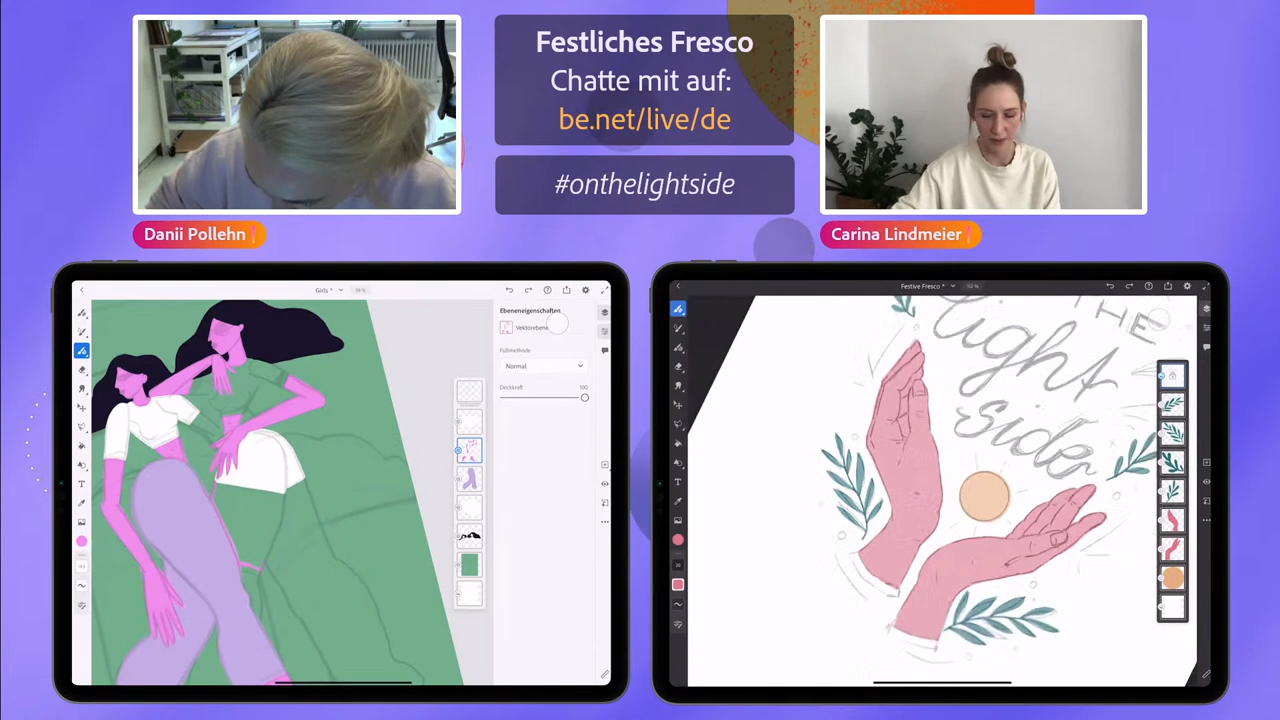 Festliches Fresco
Chatte mit auf:
be.net/live/de
#onthelightside
Danii Pollehn
Carina Lindmeier
Girls *
Ebeneneigenschaften
Vektorebene
Füllmethode
Normal
Deckkraft
100
T
Festive Fresco *
THE
light
side
T